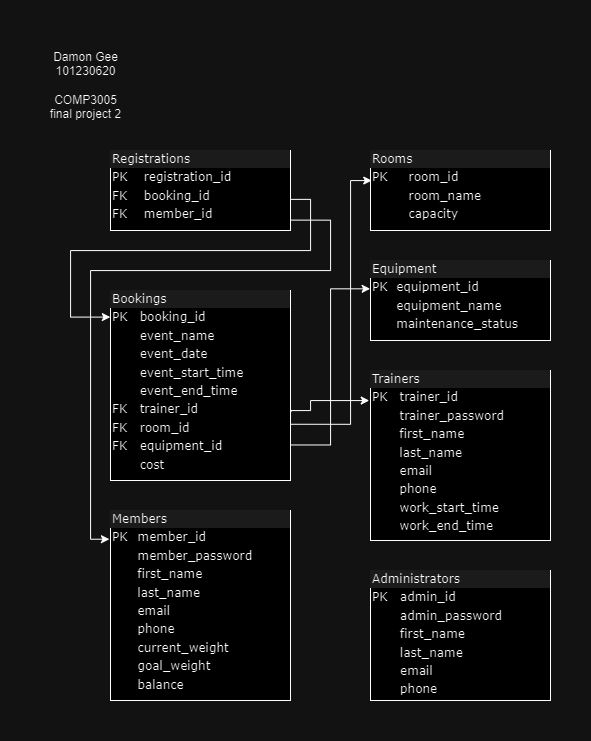 Damon Gee
101230620
COMP3005
final project 2
Registrations
PK registration_id
FK booking_id
FK member_id
Bookings
PK booking_id
event_name
event_date
event_start_time
event_end_time
FK trainer_id
FK room_id
FK equipment_id
cost
Members
PK member_id
member_password
first_name
last_name
email
phone
current_weight
goal_weight
balance
Rooms
PK room_id
room_name
capacity
Equipment
PK equipment_id
equipment_name
maintenance_status
Trainers
PK trainer_id
trainer_password
first_name
last_name
email
phone
work_start_time
work_end_time
Administrators
PK admin_id
admin_password
first_name
last_name
email
phone